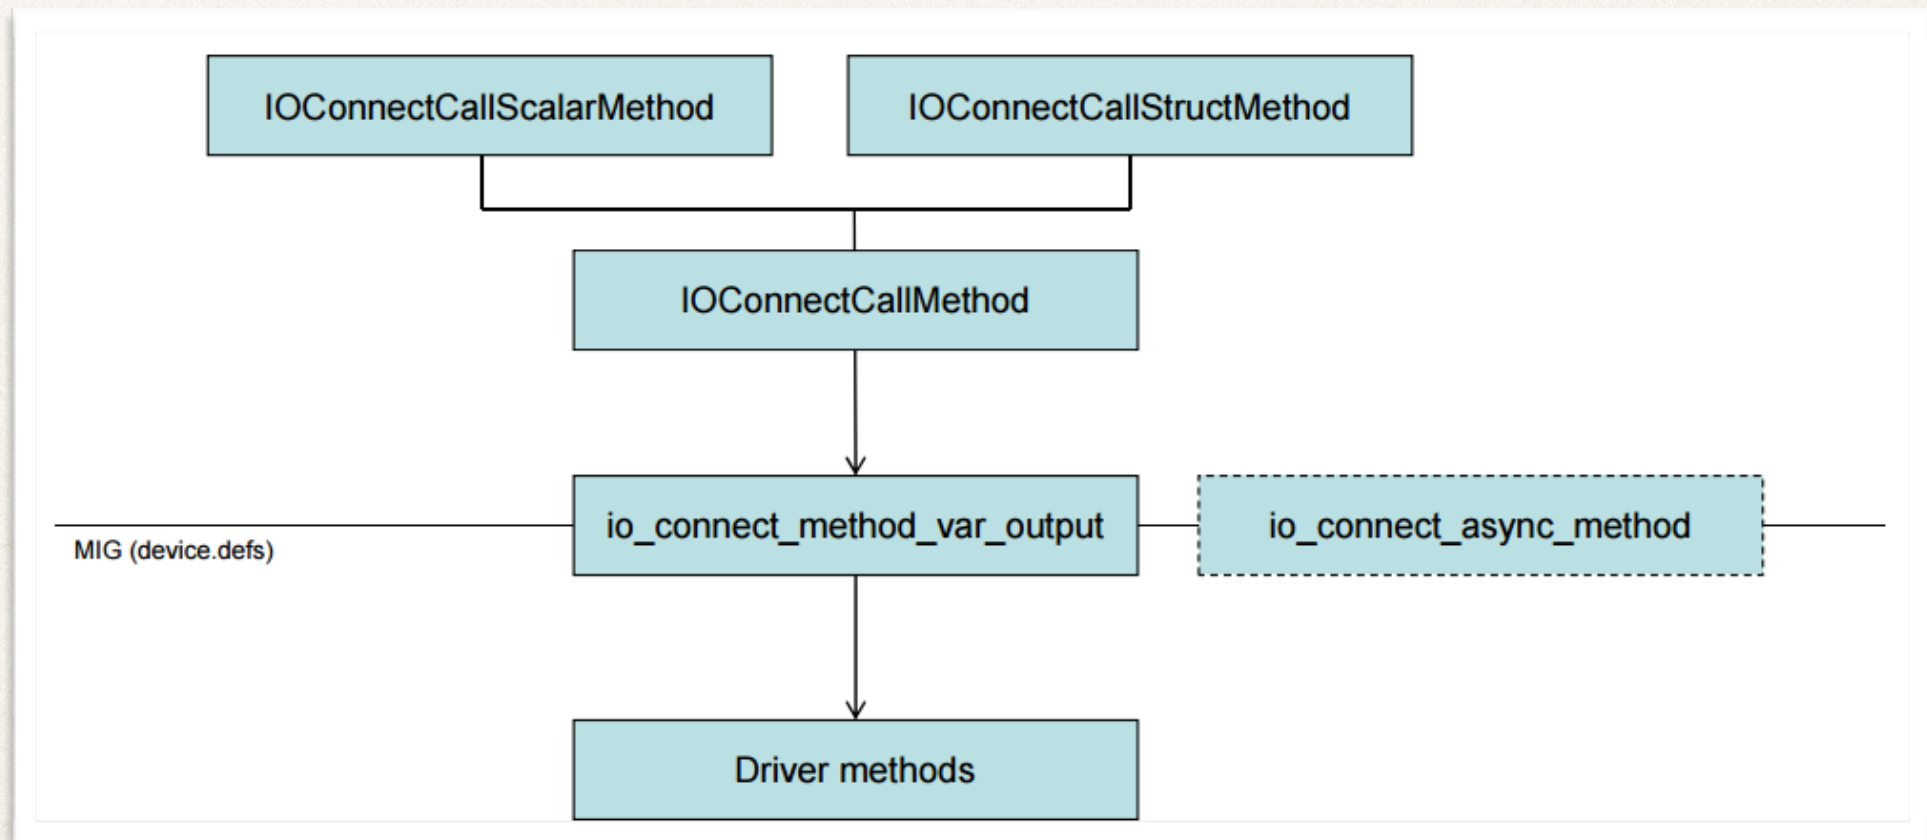 IOConnectCallScalarMethod
IOConnectCallStructMethod
IOConnectCallMethod
io_connect_method_var_output
io_connect_async_method
MIG (device.defs)
Driver methods